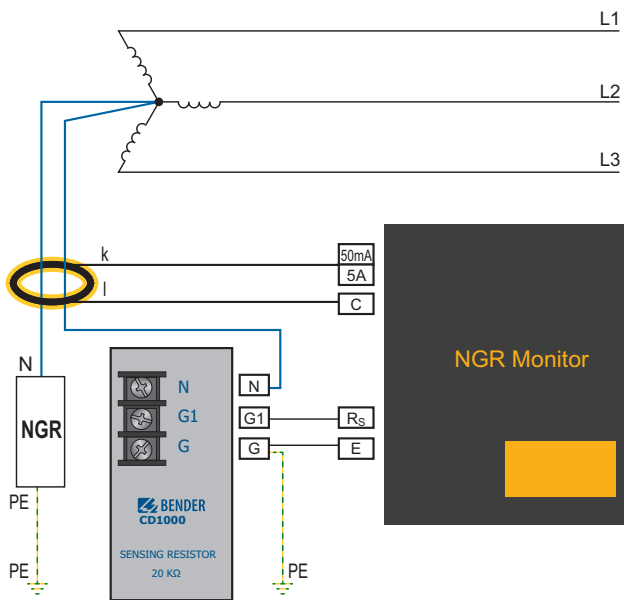 L1
L2
L3
k
50mA
5A
l
C
NGR Monitor
N
NGR
PE
PE
N
G1
G
N
G1
RS
G
E
BENDER
CD1000
SENSING RESISTOR
20 KΩ
PE